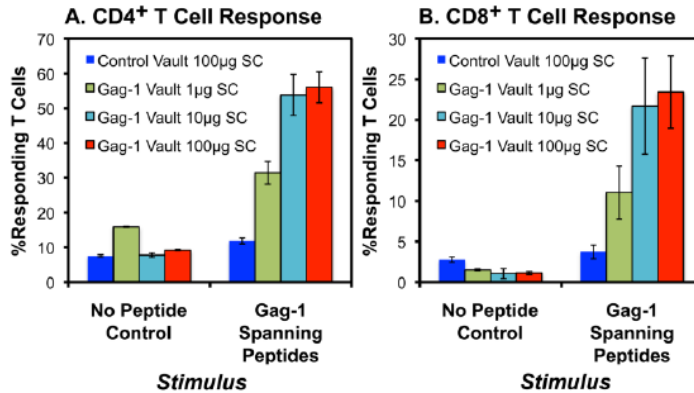 A. CD4+ T Cell Response
%Responding T Cells
70
60
50
40
30
20
10
0
Control Vault 100µg SC
Gag-1 Vault 1µg SC
Gag-1 Vault 10µg SC
Gag-1 Vault 100µg SC
No Peptide
Control
Gag-1
Spanning
Peptides
Stimulus
B. CD8+ T Cell Response
%Responding T Cells
30
25
20
15
10
5
0
Control Vault 100µg SC
Gag-1 Vault 1µg SC
Gag-1 Vault 10µg SC
Gag-1 Vault 100µg SC
No Peptide
Control
Gag-1
Spanning
Peptides
Stimulus